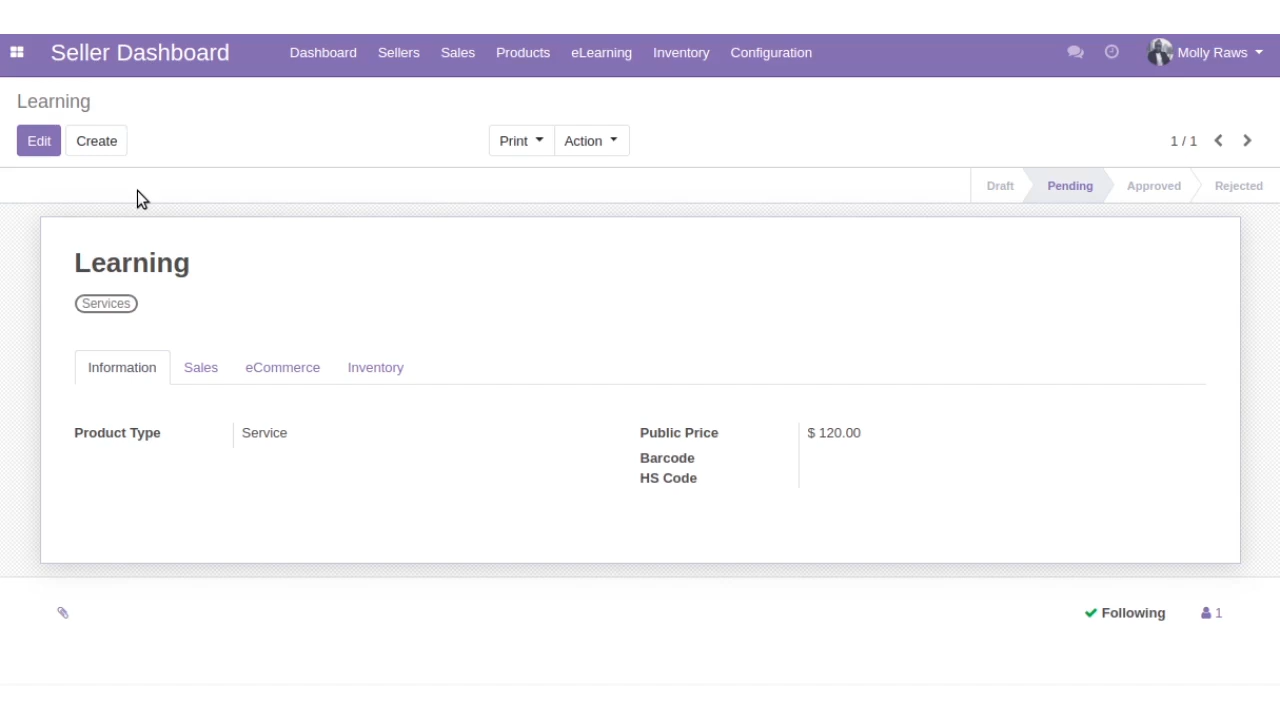 Seller Dashboard Dashboard Sellers Sales Products eLearning Inventory Configuration Molly Raws
Learning
Edit Create Print Action 1 / 1
Draft Pending Approved Rejected
Learning
Services
Information Sales eCommerce Inventory
Product Type Service Public Price $ 120.00
Barcode
HS Code
Following 1